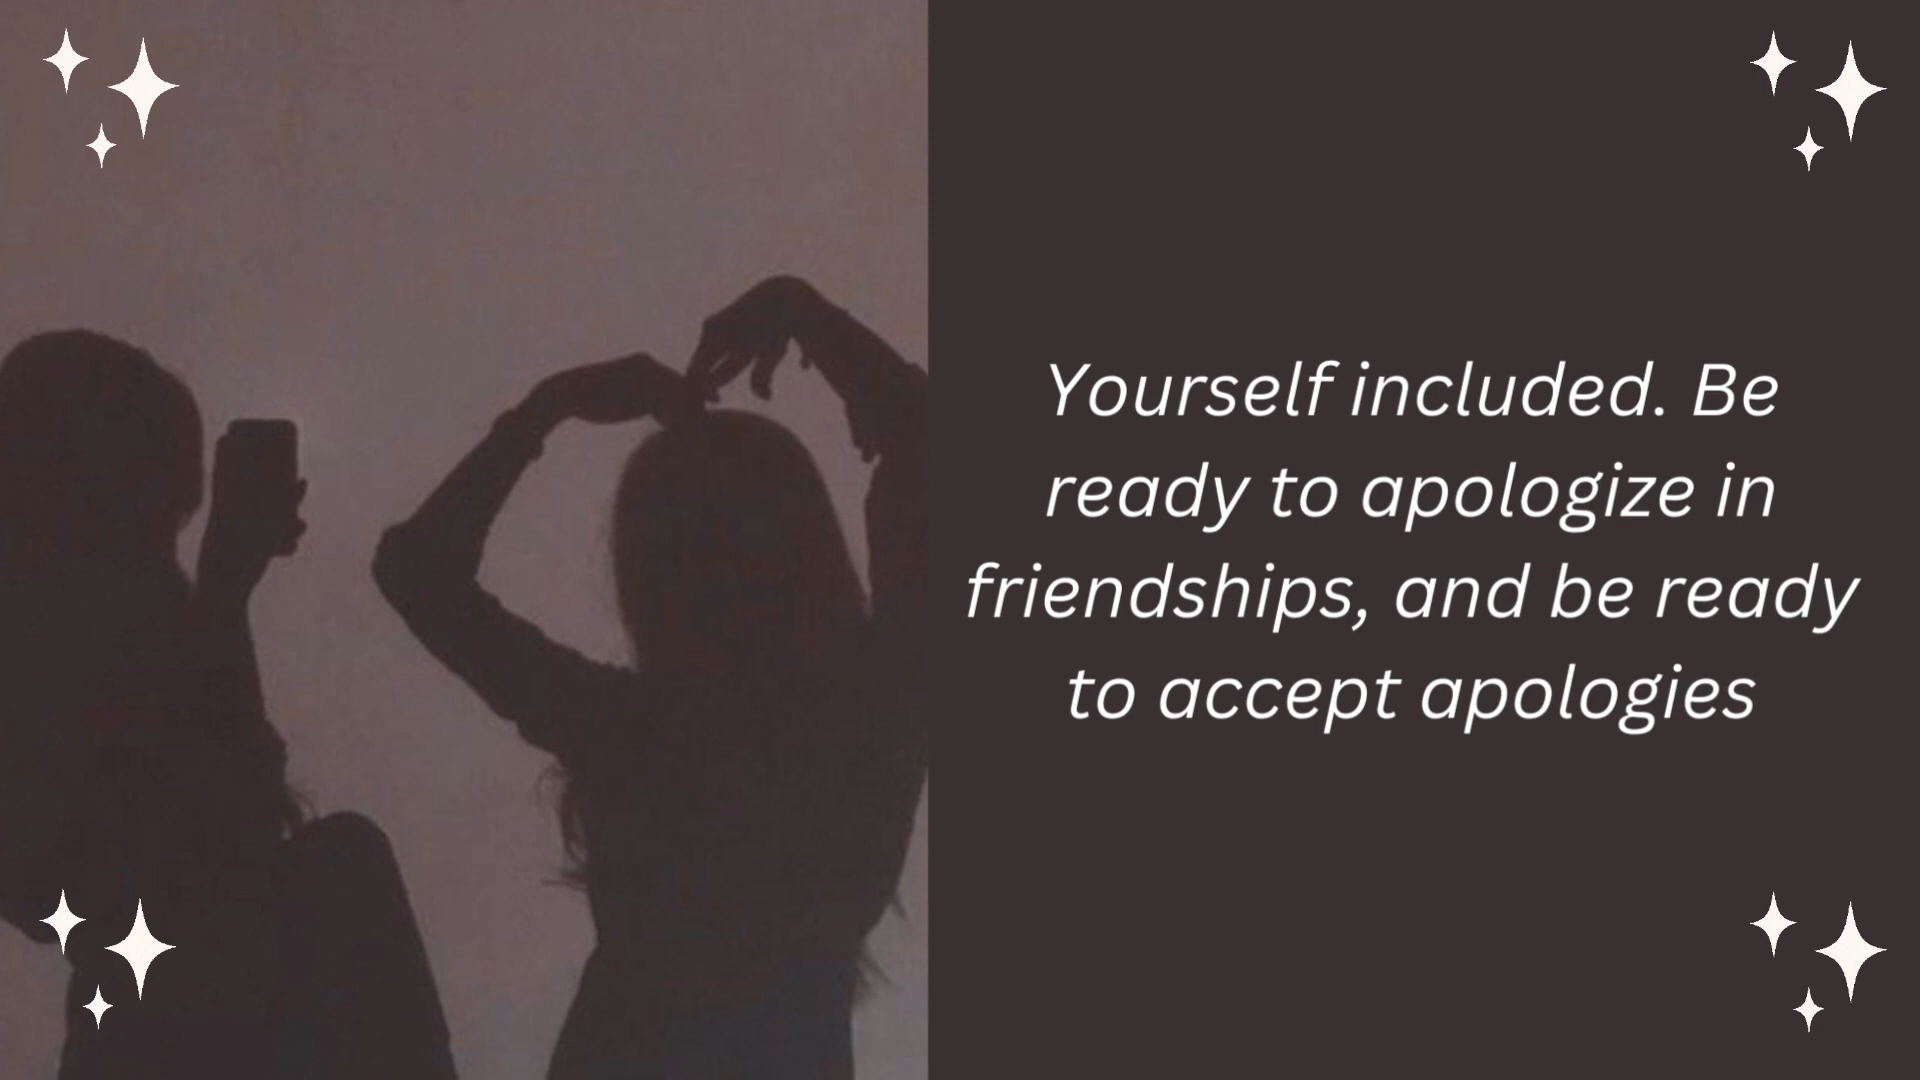 Yourself included. Be
ready to apologize in
friendships, and be ready
to accept apologies